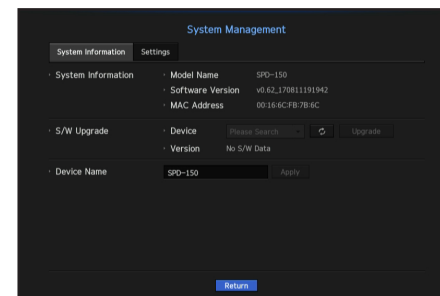 System Management
System Information Settings
· System Information · Model Name SPD-150
· Software Version v0.62_170811191942
· MAC Address 00:16:6C:FB:7B:6C
· S/W Upgrade · Device Please Search Upgrade
· Version No S/W Data
· Device Name SPD-150 Apply
Return